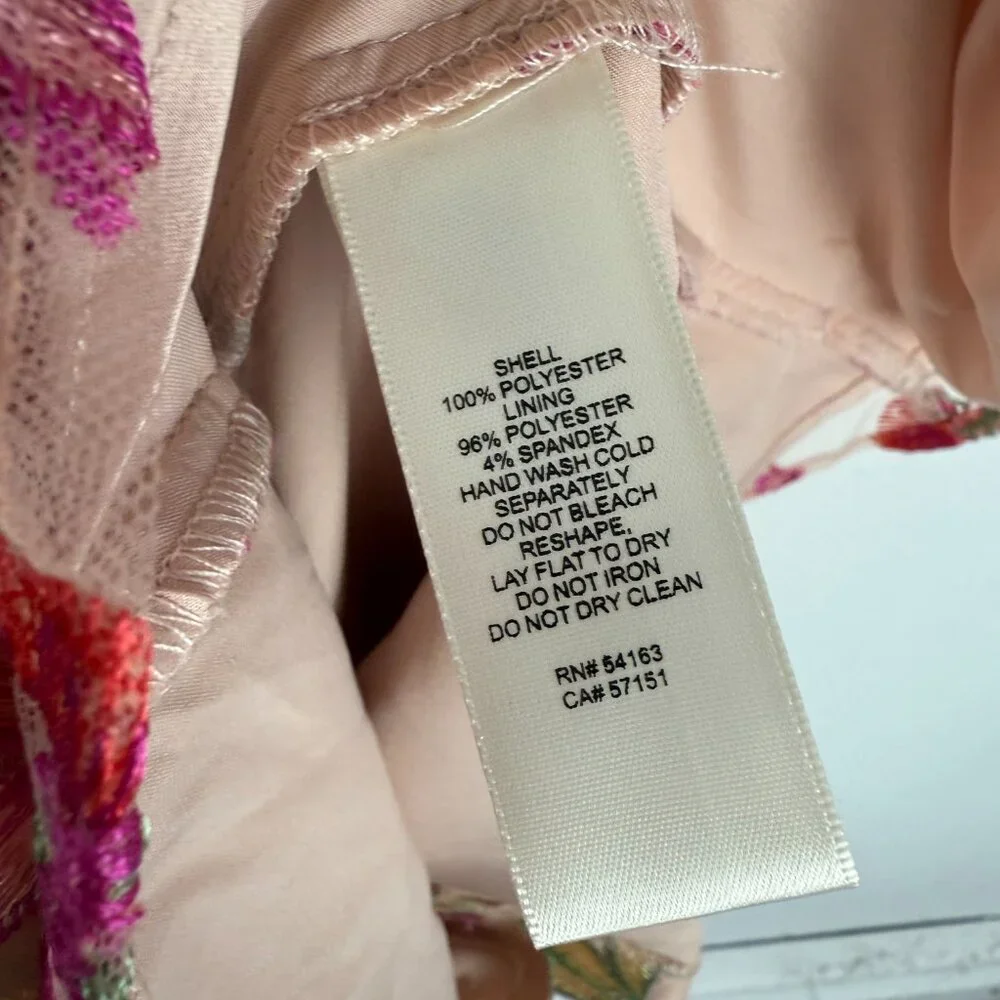 SHELL
100% POLYESTER
LINING
96% POLYESTER
4% SPANDEX
HAND WASH COLD
SEPARATELY
DO NOT BLEACH
RESHAPE,
LAY FLAT TO DRY
DO NOT IRON
DO NOT DRY CLEAN
RN# 54163
CA# 57151